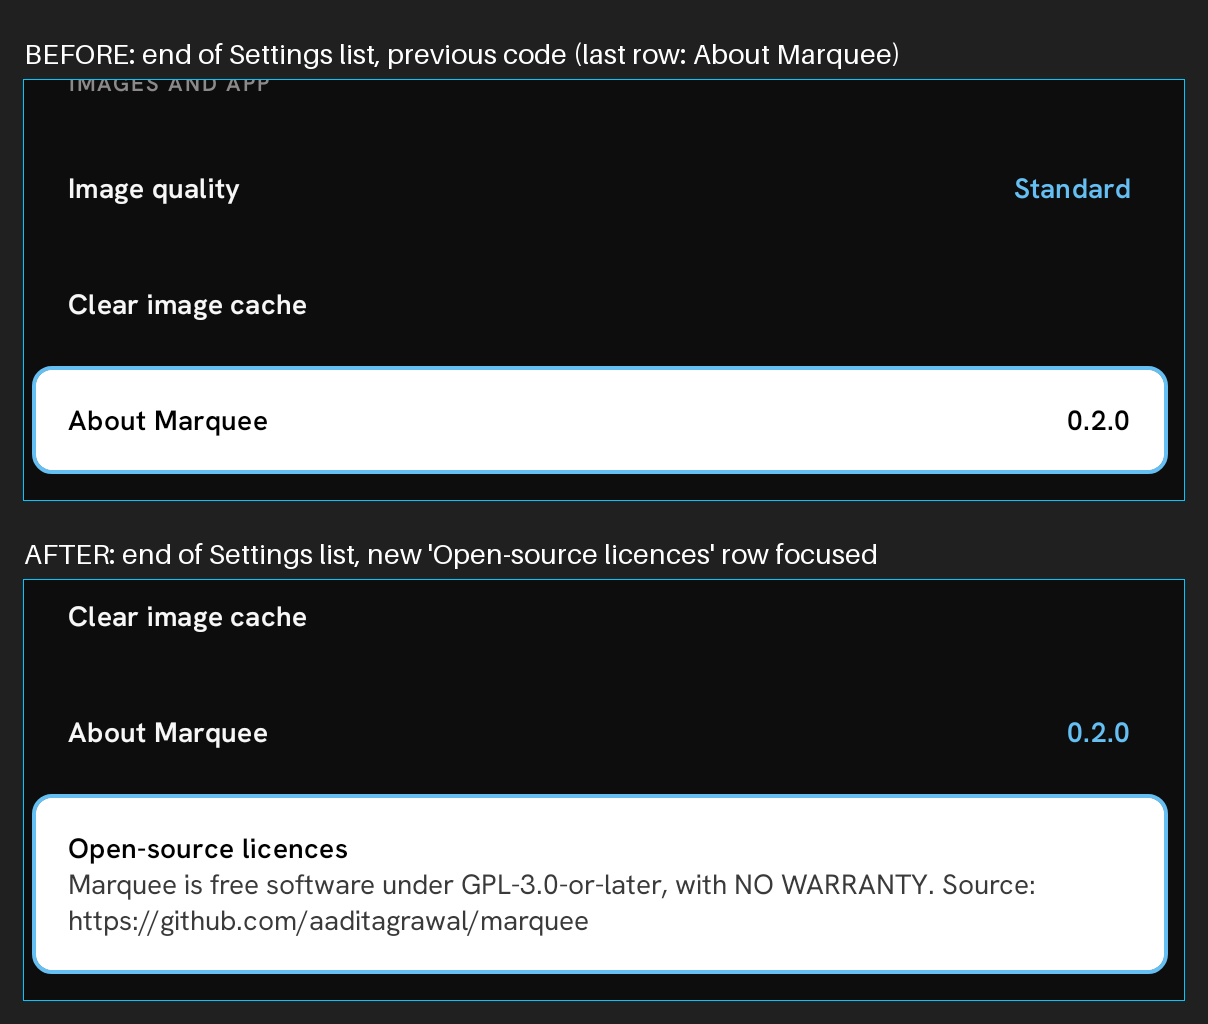 BEFORE: end of Settings list, previous code (last row: About Marquee)
IMAGES AND APP
Image quality Standard
Clear image cache
About Marquee 0.2.0
AFTER: end of Settings list, new 'Open-source licences' row focused
Clear image cache
About Marquee 0.2.0
Open-source licences
Marquee is free software under GPL-3.0-or-later, with NO WARRANTY. Source:
https://github.com/aaditagrawal/marquee